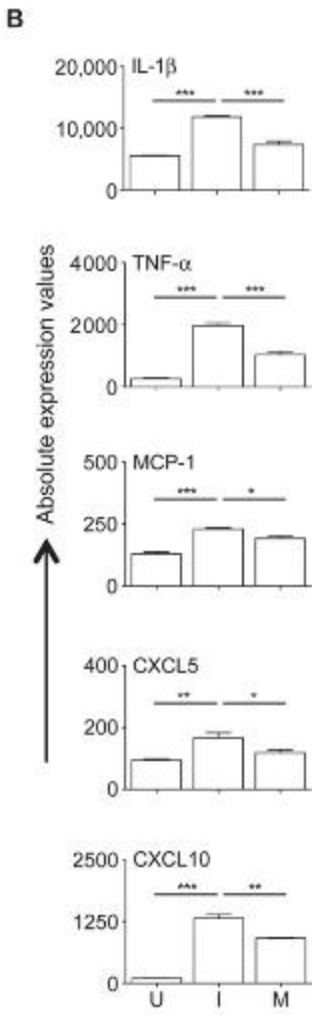 B
IL-1β
20,000
*** ***
10,000
0
TNF-α
4000
*** ***
2000
0
Absolute expression values
MCP-1
500
*** *
250
0
CXCL5
400
** *
200
0
CXCL10
2500
*** **
1250
0
U I M